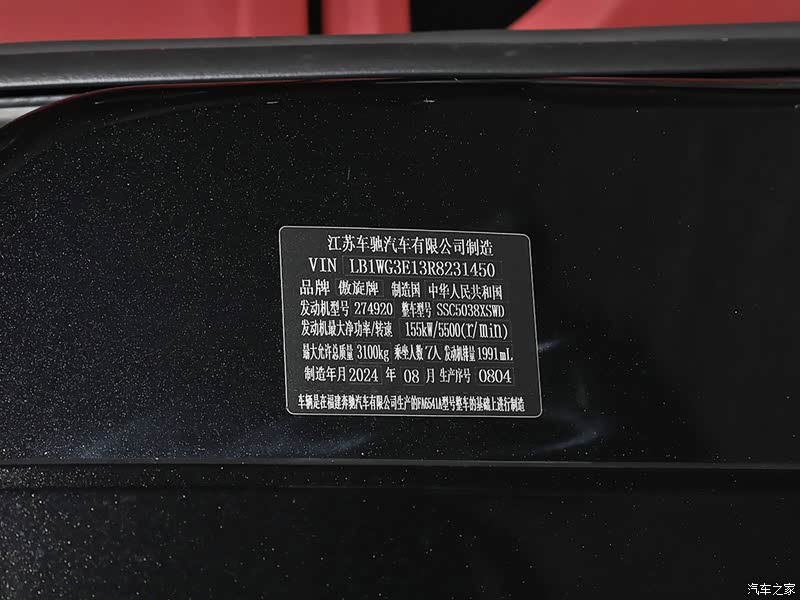 江苏车驰汽车有限公司制造
VIN LB1WG3E13R8231450
品牌 傲旋牌 制造国 中华人民共和国
发动机型号 274920 整车型号 SSC5038XSWD
发动机最大净功率/转速 155kW/5500(r/min)
最大允许总质量 3100kg 乘坐人数 7人 发动机排量 1991mL
制造年月 2024 年 08 月 生产序号 0804
车辆是在福建奔驰汽车有限公司生产的FA6541A型号整车的基础上进行制造
汽车之家